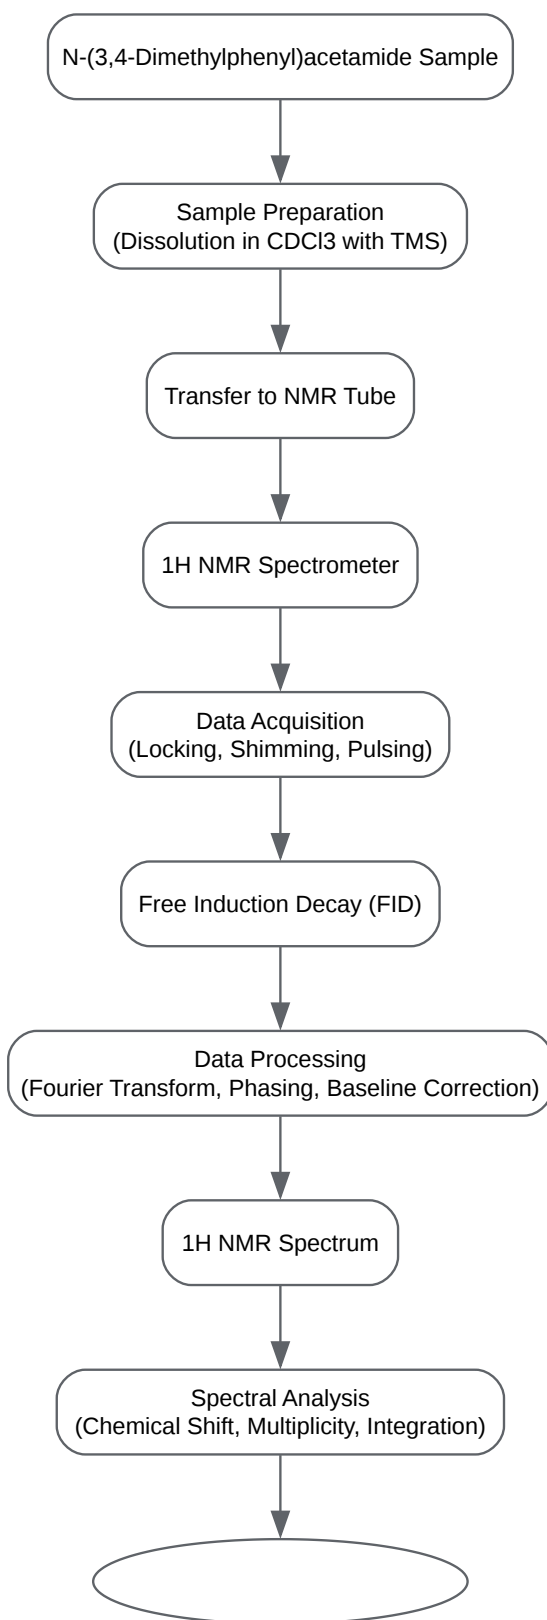 N-(3,4-Dimethylphenyl)acetamide Sample
Sample Preparation
(Dissolution in CDCl3 with TMS)
Transfer to NMR Tube
1H NMR Spectrometer
Data Acquisition
(Locking, Shimming, Pulsing)
Free Induction Decay (FID)
Data Processing
(Fourier Transform, Phasing, Baseline Correction)
1H NMR Spectrum
Spectral Analysis
(Chemical Shift, Multiplicity, Integration)